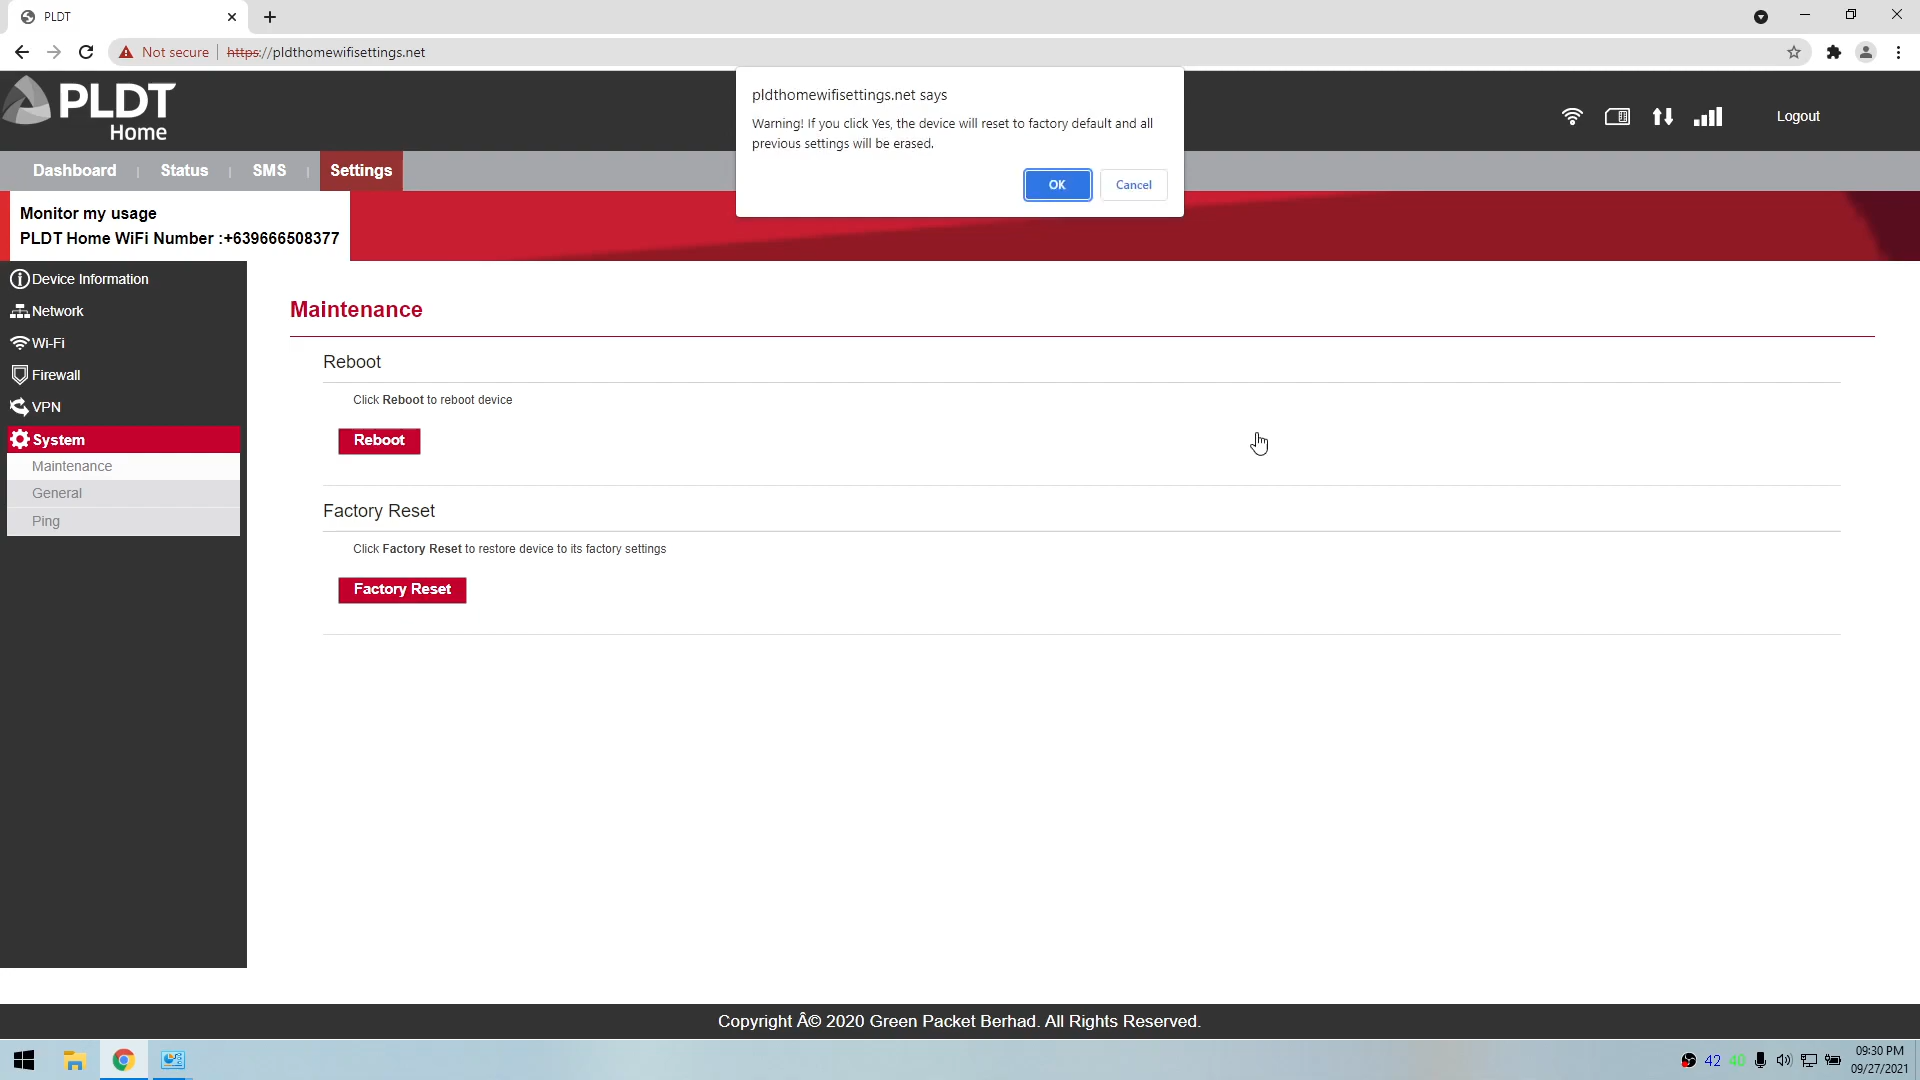 PLDT
Not secure
https://pldthomewifisettings.net
PLDT
Home
Logout
pldthomewifisettings.net says
Warning! If you click Yes, the device will reset to factory default and all
previous settings will be erased.
OK
Cancel
Dashboard | Status | SMS | Settings
Monitor my usage
PLDT Home WiFi Number :+639666508377
Device Information
Network
Wi-Fi
Firewall
VPN
System
Maintenance
General
Ping
Maintenance
Reboot
Click Reboot to reboot device
Reboot
Factory Reset
Click Factory Reset to restore device to its factory settings
Factory Reset
Copyright Â© 2020 Green Packet Berhad. All Rights Reserved.
42 40
09:30 PM
09/27/2021